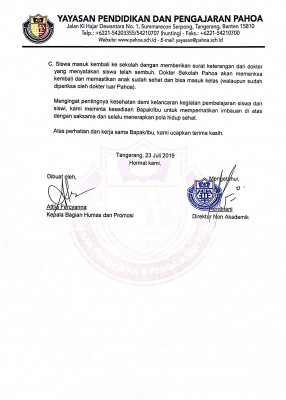 YAYASAN PENDIDIKAN DAN PENGAJARAN PAHOA
Jalan Ki Hajar Dewantara No. 1, Summarecon Serpong, Tangerang, Banten 15810
Telp.: +6221-54203355/54210707 (hunting) - Faks.: +6221-54210700
Website: www.pahoa.sch.id - E-mail: yayasan@pahoa.sch.id
C. Siswa masuk kembali ke sekolah dengan memberikan surat keterangan dari dokter
yang menyatakan siswa telah sembuh. Dokter Sekolah Pahoa akan memeriksa
kembali dan memastikan anak sudah sehat dan bisa masuk kelas (walaupun sudah
diperiksa oleh dokter luar Pahoa).
Mengingat pentingnya kesehatan demi kelancaran kegiatan pembelajaran siswa dan
siswi, kami meminta kesediaan Bapak/Ibu untuk memperhatikan imbauan di atas
dengan saksama dan selalu menerapkan pola hidup sehat.
Atas perhatian dan kerja sama Bapak/Ibu, kami ucapkan terima kasih.
Tangerang, 23 Juli 2019
Hormat kami,
Dibuat oleh,
Mengetahui,
Kepala Bagian Humas dan Promosi
Direktur Non Akademik